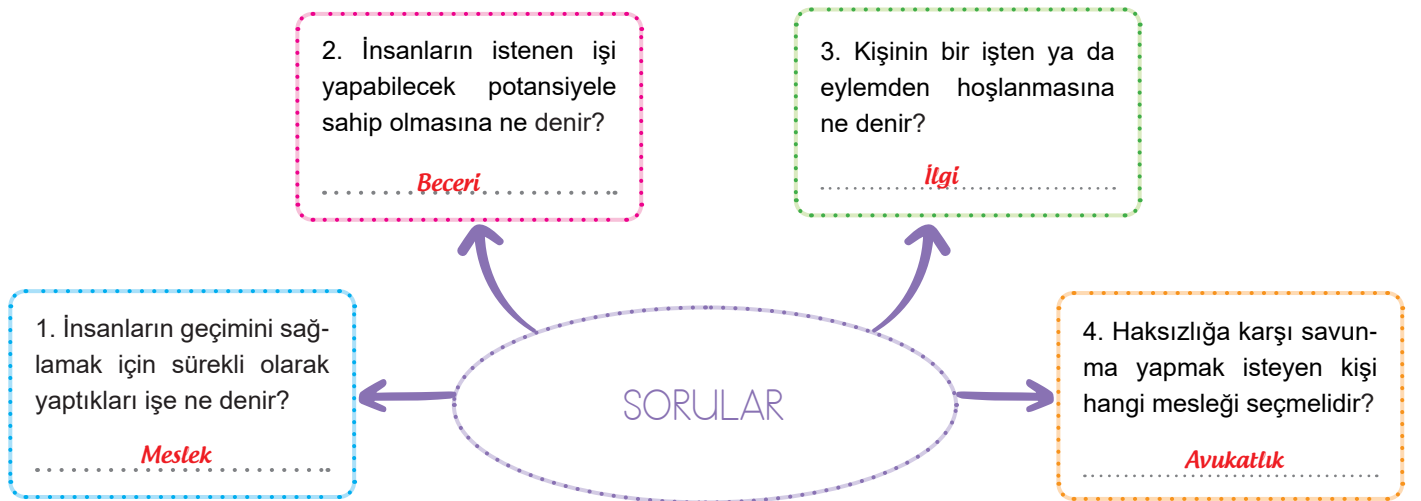 2. İnsanların istenen işi
yapabilecek potansiyele
sahip olmasına ne denir?
Beceri
3. Kişinin bir işten ya da
eylemden hoşlanmasına
ne denir?
İlgi
1. İnsanların geçimini sağ-
lamak için sürekli olarak
yaptıkları işe ne denir?
Meslek
SORULAR
4. Haksızlığa karşı savun-
ma yapmak isteyen kişi
hangi mesleği seçmelidir?
Avukatlık